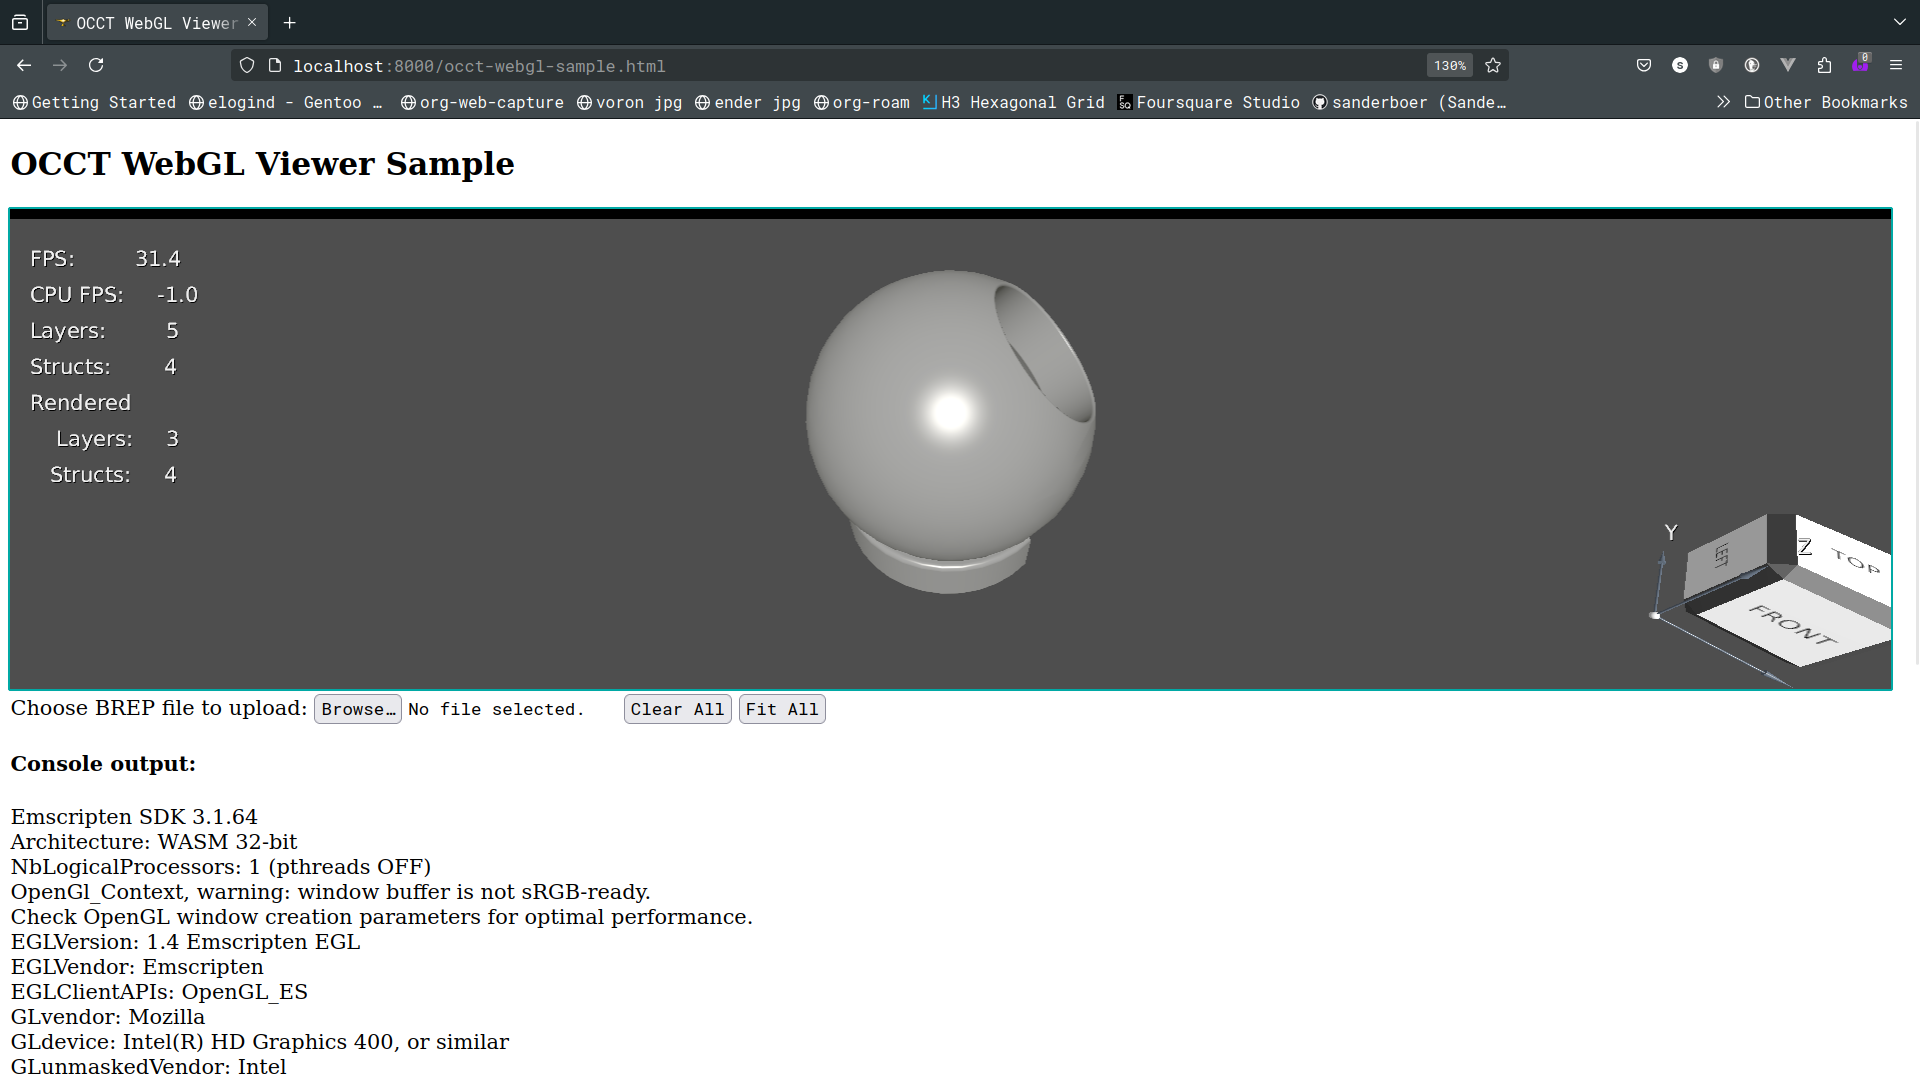 OCCT WebGL Viewer
localhost:8000/occt-webgl-sample.html
130%
S
0
Getting Started
elogind - Gentoo …
org-web-capture
voron jpg
ender jpg
org-roam
H3 Hexagonal Grid
Foursquare Studio
sanderboer (Sande…
Other Bookmarks
OCCT WebGL Viewer Sample
FPS: 31.4
CPU FPS: -1.0
Layers: 5
Structs: 4
Rendered
Layers: 3
Structs: 4
Y
Z
LEFT
TOP
FRONT
Choose BREP file to upload: Browse… No file selected. Clear All Fit All
Console output:
Emscripten SDK 3.1.64
Architecture: WASM 32-bit
NbLogicalProcessors: 1 (pthreads OFF)
OpenGl_Context, warning: window buffer is not sRGB-ready.
Check OpenGL window creation parameters for optimal performance.
EGLVersion: 1.4 Emscripten EGL
EGLVendor: Emscripten
EGLClientAPIs: OpenGL_ES
GLvendor: Mozilla
GLdevice: Intel(R) HD Graphics 400, or similar
GLunmaskedVendor: Intel